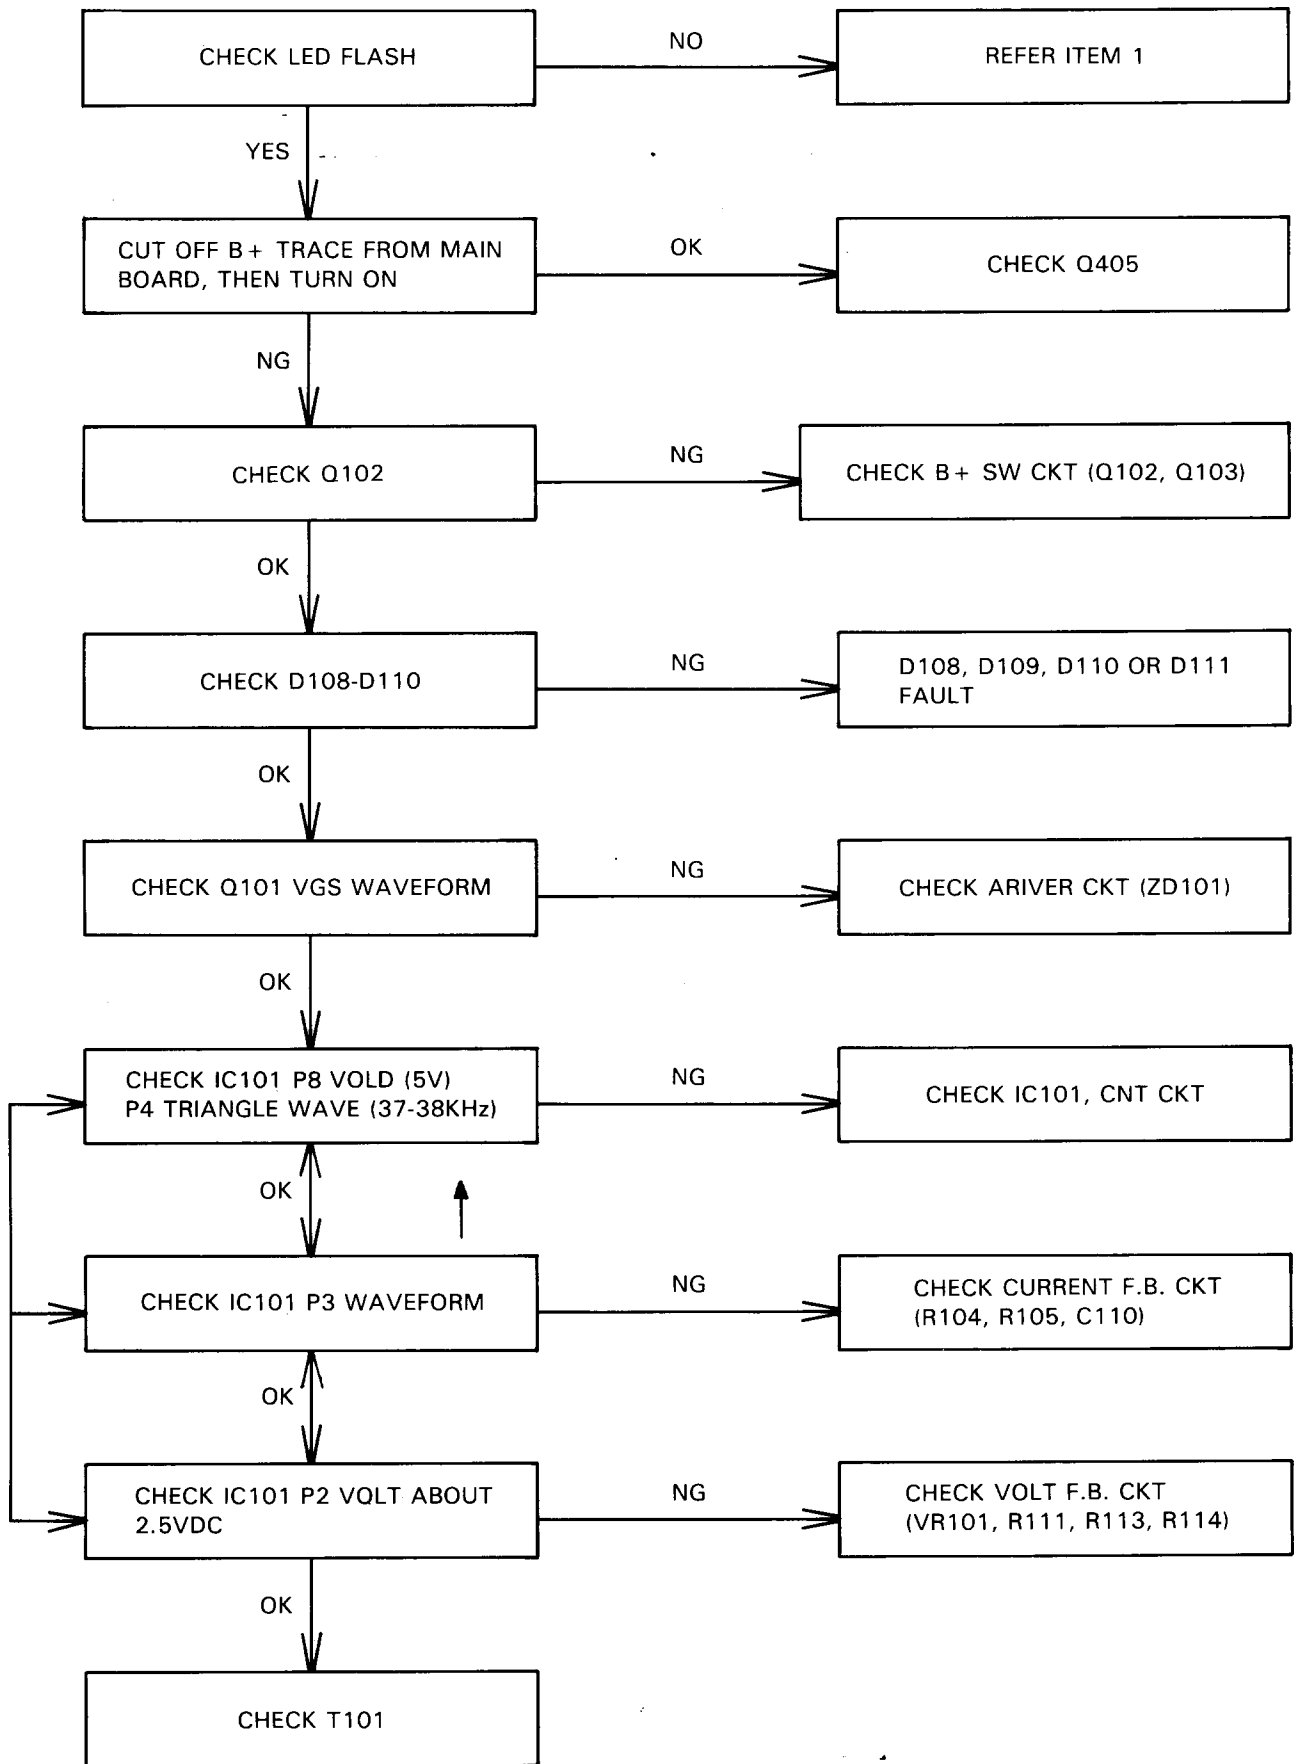 CHECK LED FLASH
NO
REFER ITEM 1
YES
CUT OFF B+ TRACE FROM MAIN
BOARD, THEN TURN ON
OK
CHECK Q405
NG
CHECK Q102
NG
CHECK B+ SW CKT (Q102, Q103)
OK
CHECK D108-D110
NG
D108, D109, D110 OR D111
FAULT
OK
CHECK Q101 VGS WAVEFORM
NG
CHECK ARIVER CKT (ZD101)
OK
CHECK IC101 P8 VOLD (5V)
P4 TRIANGLE WAVE (37-38KHz)
NG
CHECK IC101, CNT CKT
OK
CHECK IC101 P3 WAVEFORM
NG
CHECK CURRENT F.B. CKT
(R104, R105, C110)
OK
CHECK IC101 P2 VOLT ABOUT
2.5VDC
NG
CHECK VOLT F.B. CKT
(VR101, R111, R113, R114)
OK
CHECK T101